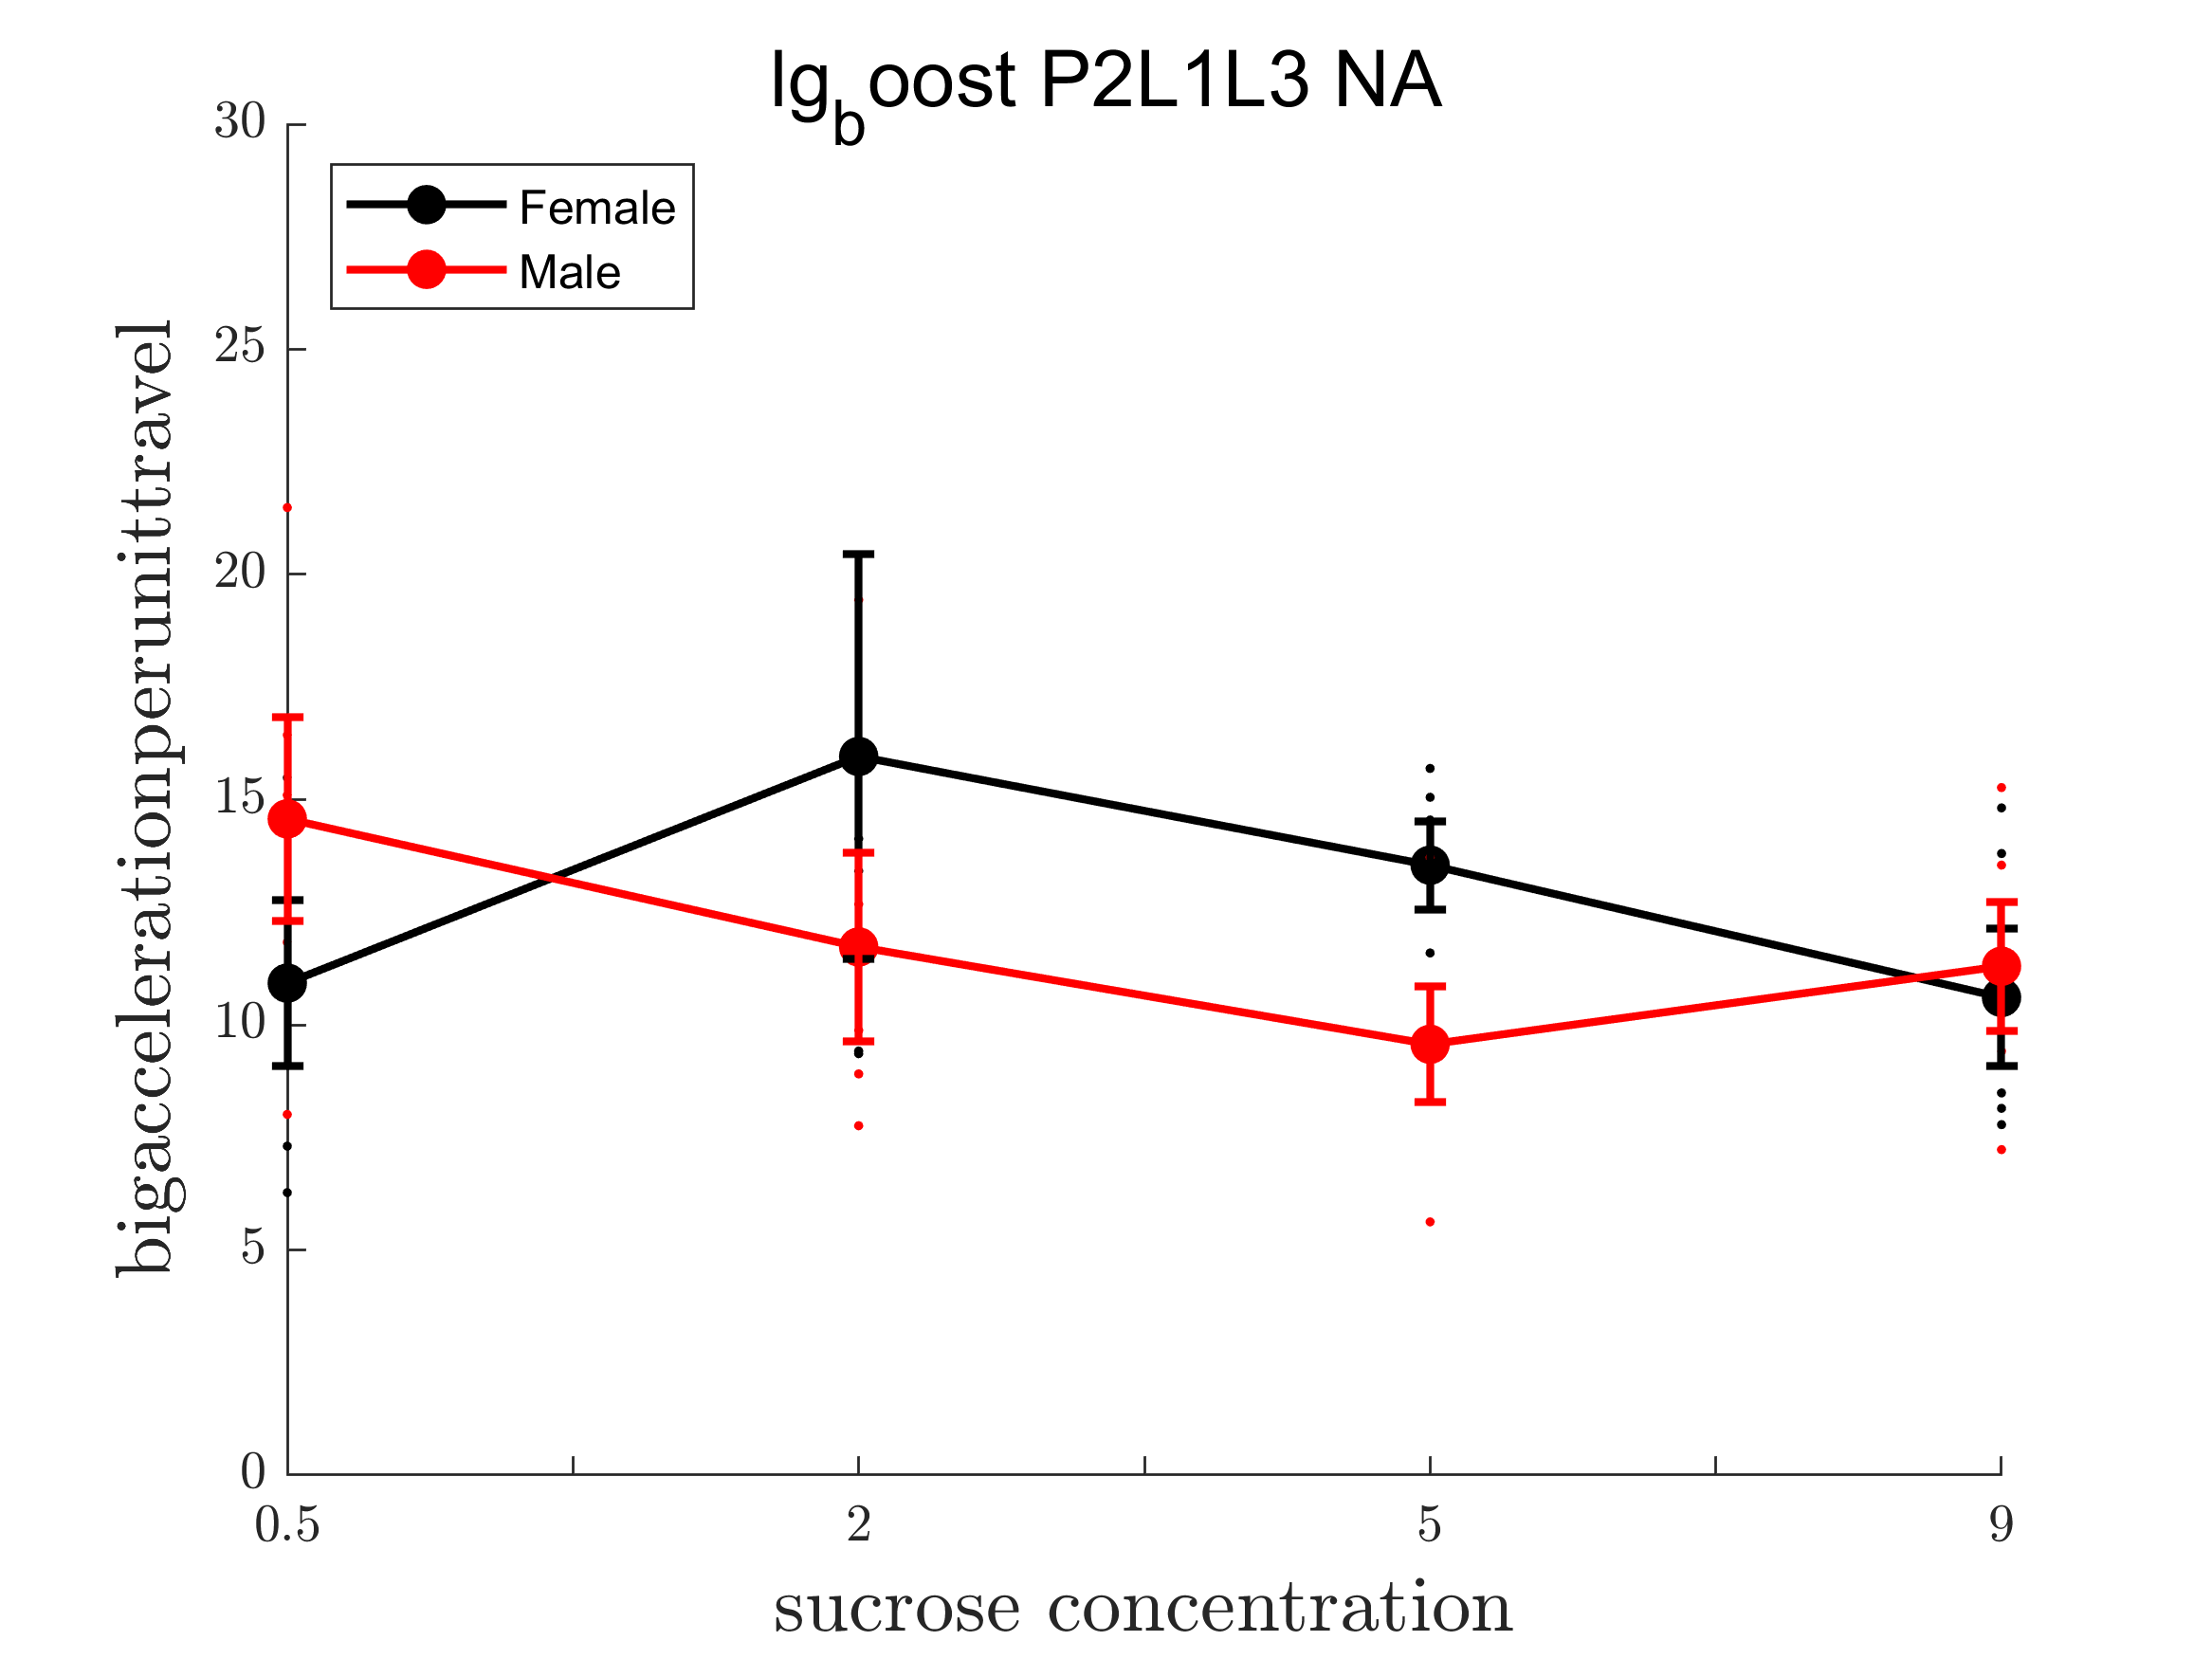 lg_boost P2L1L3 NA
Female
Male
bigaccelerationperunittravel
30
25
20
15
10
5
0
0.5 2 5 9
sucrose concentration